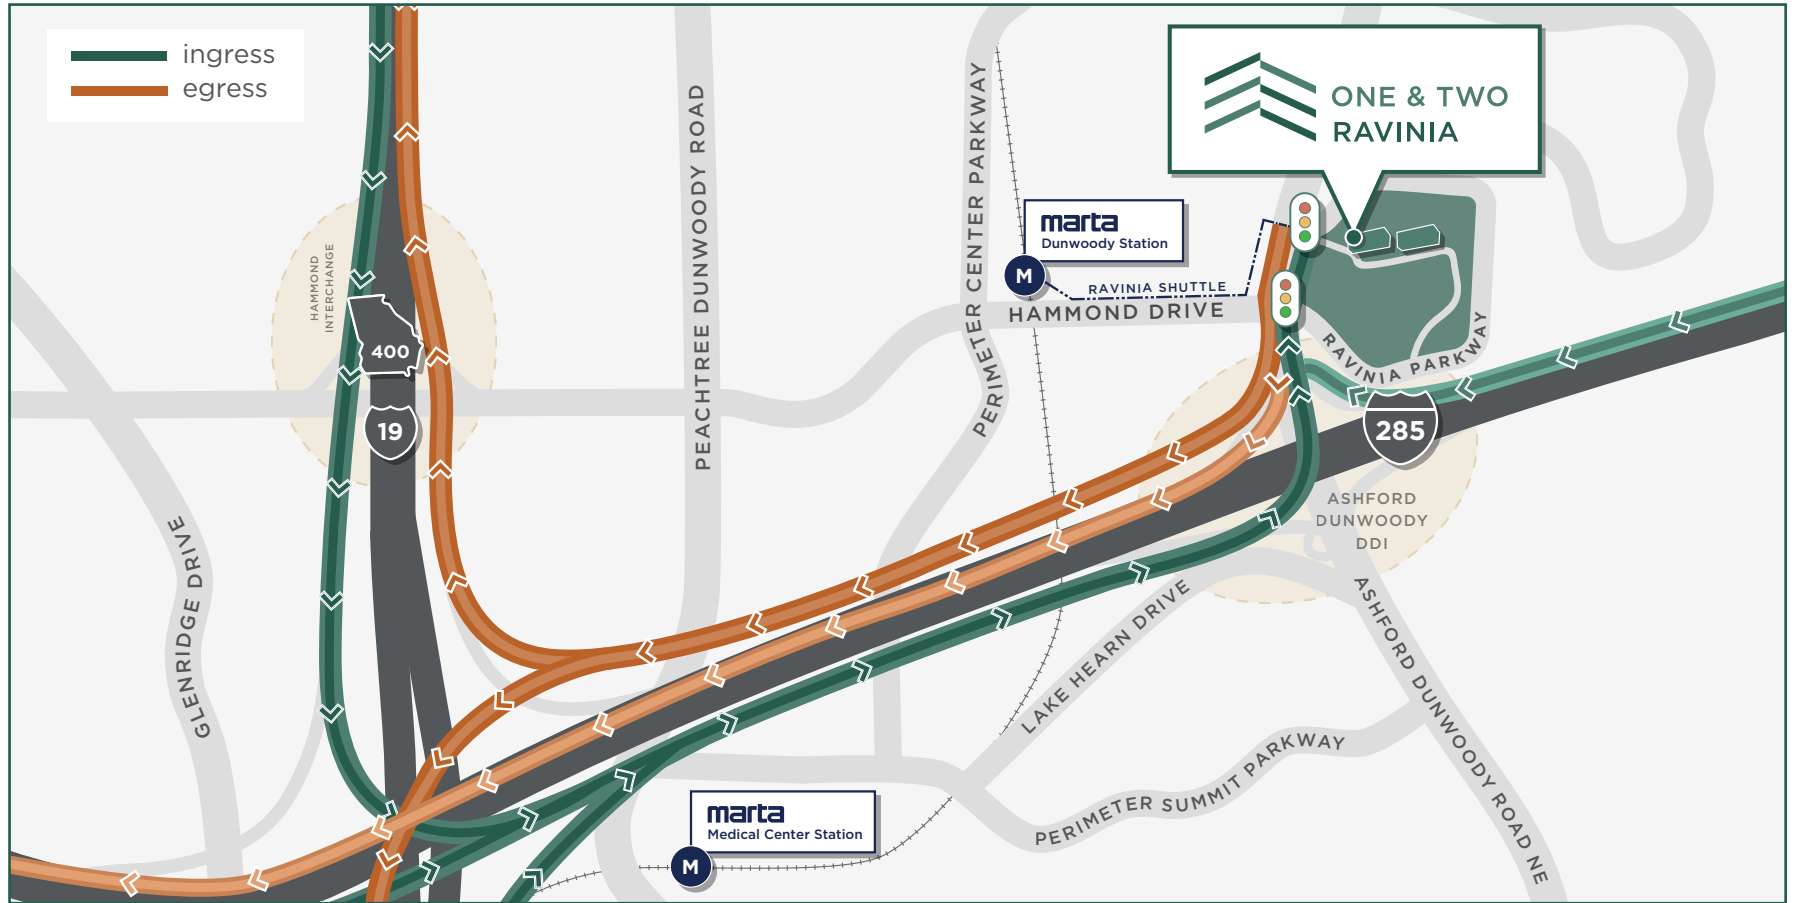 ingress
egress
ONE & TWO
RAVINIA
PEACHTREE DUNWOODY ROAD
PERIMETER CENTER PARKWAY
marta
Dunwoody Station
M
RAVINIA SHUTTLE
HAMMOND DRIVE
HAMMOND
INTERCHANGE
400
19
RAVINIA PARKWAY
285
ASHFORD
DUNWOODY
DDI
GLENRIDGE DRIVE
LAKE HEARN DRIVE
ASHFORD DUNWOODY ROAD NE
PERIMETER SUMMIT PARKWAY
marta
Medical Center Station
M